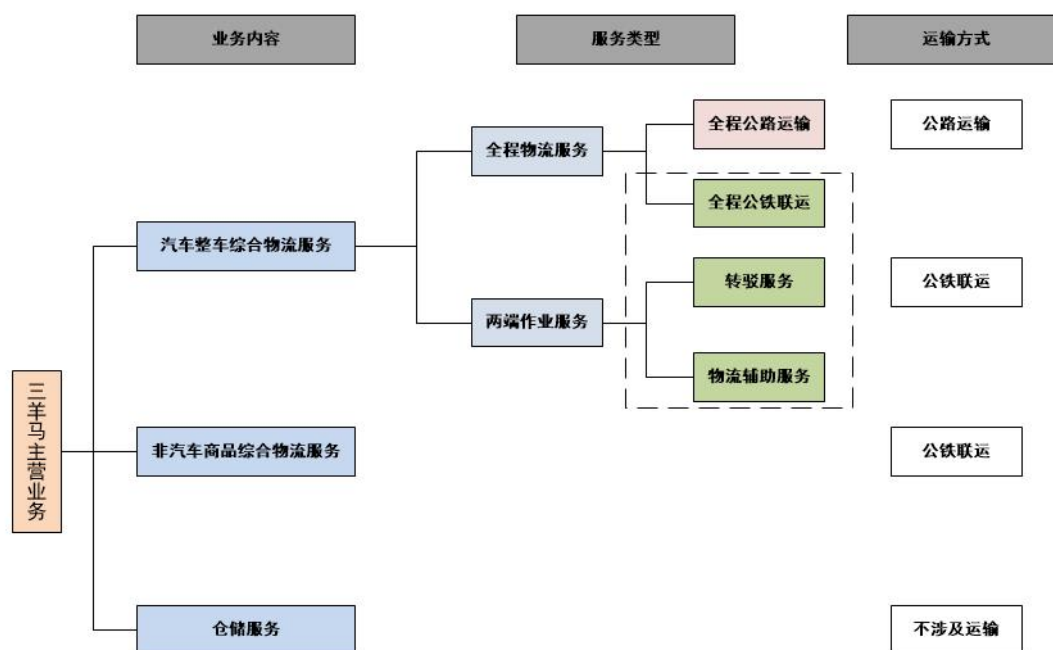 业务内容
服务类型
运输方式
全程公路运输
公路运输
全程物流服务
全程公铁联运
汽车整车综合物流服务
转驳服务
公铁联运
两端作业服务
物流辅助服务
三羊马主营业务
非汽车商品综合物流服务
公铁联运
仓储服务
不涉及运输